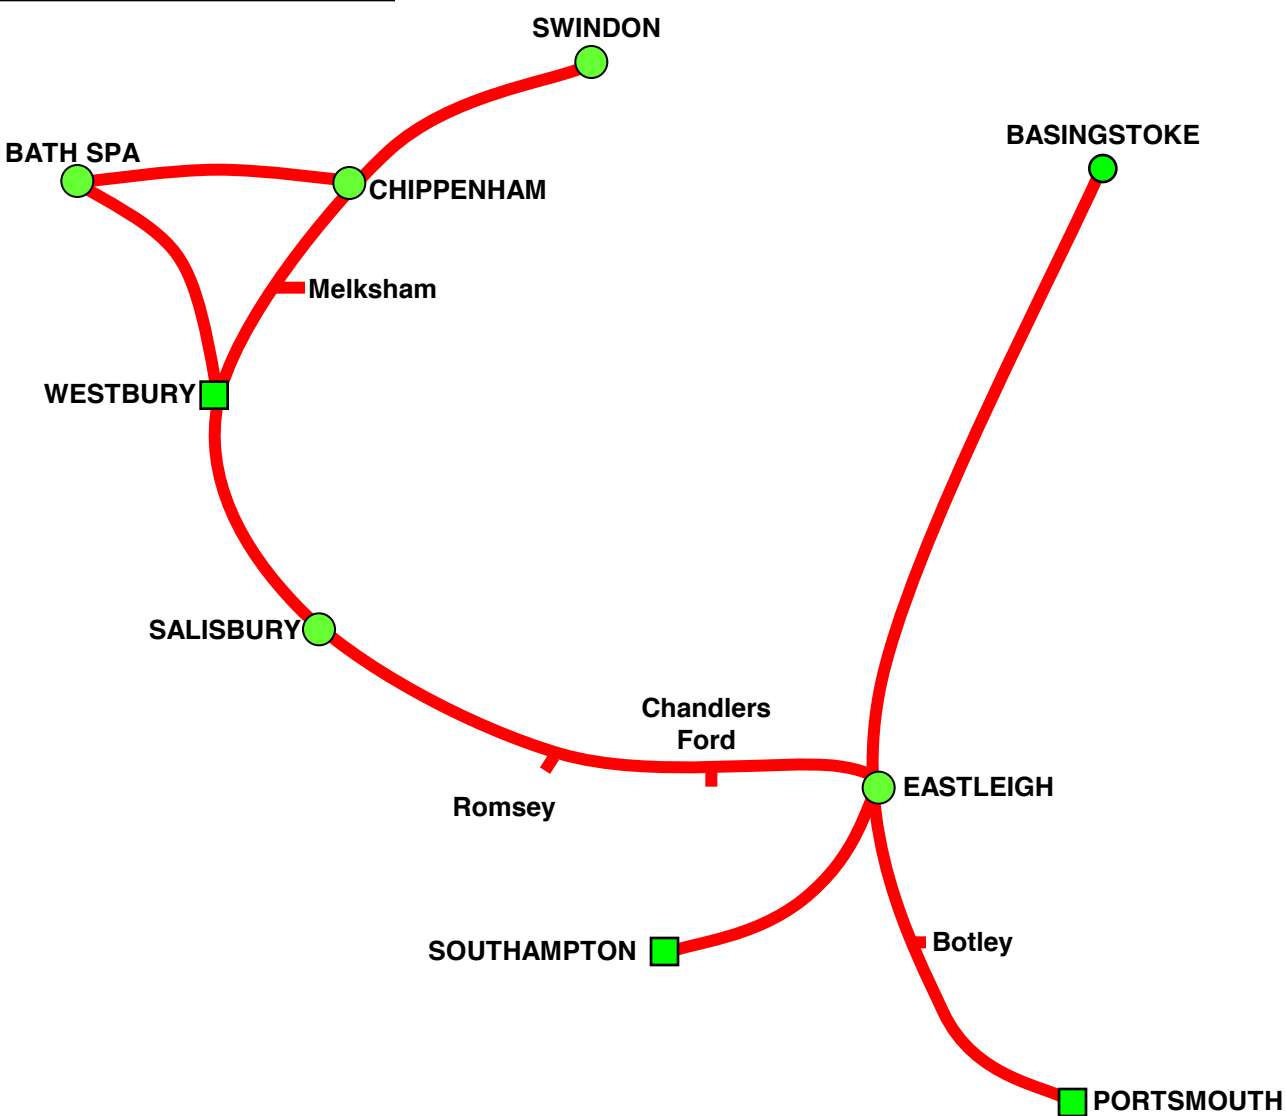 SWINDON
BASINGSTOKE
BATH SPA
CHIPPENHAM
Melksham
WESTBURY
SALISBURY
Chandlers
Ford
EASTLEIGH
Romsey
Botley
SOUTHAMPTON
PORTSMOUTH